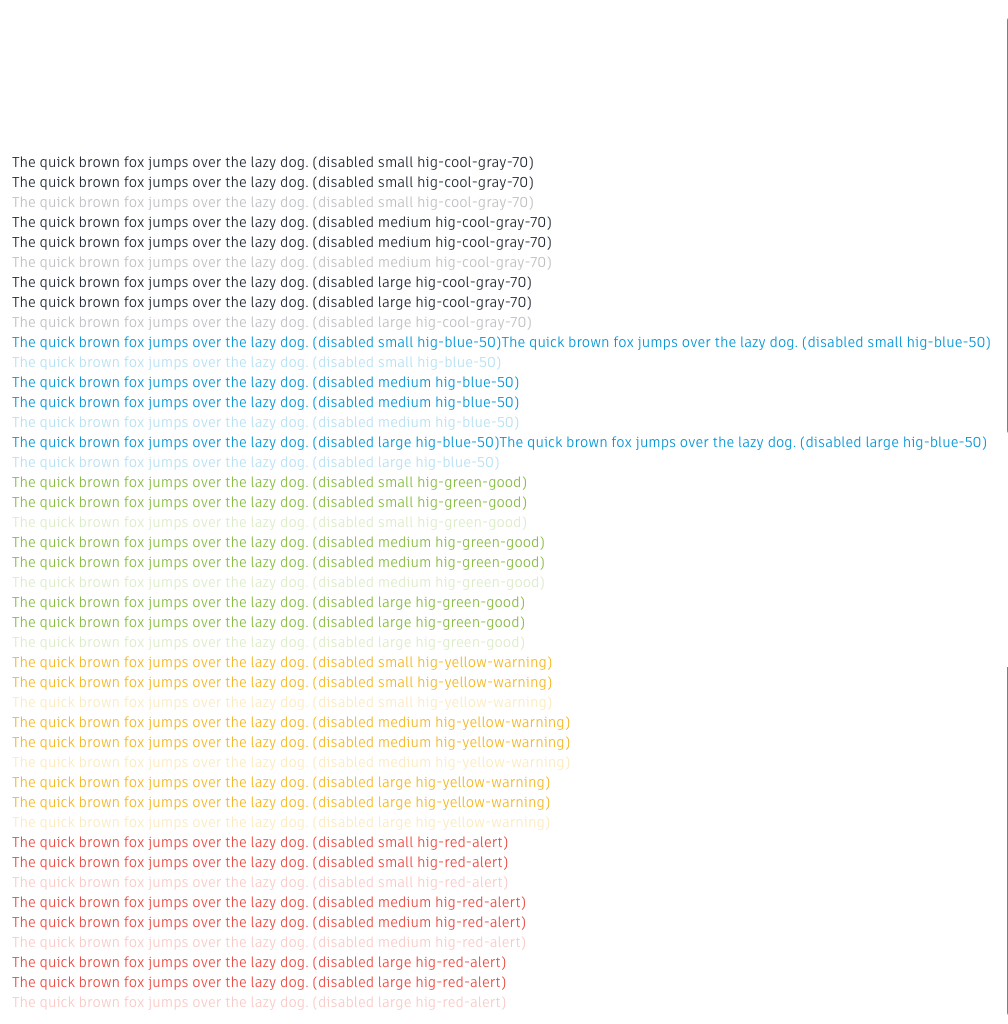 The quick brown fox jumps over the lazy dog. (disabled small hig-cool-gray-70)
The quick brown fox jumps over the lazy dog. (disabled small hig-cool-gray-70)
The quick brown fox jumps over the lazy dog. (disabled small hig-cool-gray-70)
The quick brown fox jumps over the lazy dog. (disabled medium hig-cool-gray-70)
The quick brown fox jumps over the lazy dog. (disabled medium hig-cool-gray-70)
The quick brown fox jumps over the lazy dog. (disabled medium hig-cool-gray-70)
The quick brown fox jumps over the lazy dog. (disabled large hig-cool-gray-70)
The quick brown fox jumps over the lazy dog. (disabled large hig-cool-gray-70)
The quick brown fox jumps over the lazy dog. (disabled large hig-cool-gray-70)
The quick brown fox jumps over the lazy dog. (disabled small hig-blue-50)The quick brown fox jumps over the lazy dog. (disabled small hig-blue-50)
The quick brown fox jumps over the lazy dog. (disabled small hig-blue-50)
The quick brown fox jumps over the lazy dog. (disabled medium hig-blue-50)
The quick brown fox jumps over the lazy dog. (disabled medium hig-blue-50)
The quick brown fox jumps over the lazy dog. (disabled medium hig-blue-50)
The quick brown fox jumps over the lazy dog. (disabled large hig-blue-50)The quick brown fox jumps over the lazy dog. (disabled large hig-blue-50)
The quick brown fox jumps over the lazy dog. (disabled large hig-blue-50)
The quick brown fox jumps over the lazy dog. (disabled small hig-green-good)
The quick brown fox jumps over the lazy dog. (disabled small hig-green-good)
The quick brown fox jumps over the lazy dog. (disabled small hig-green-good)
The quick brown fox jumps over the lazy dog. (disabled medium hig-green-good)
The quick brown fox jumps over the lazy dog. (disabled medium hig-green-good)
The quick brown fox jumps over the lazy dog. (disabled medium hig-green-good)
The quick brown fox jumps over the lazy dog. (disabled large hig-green-good)
The quick brown fox jumps over the lazy dog. (disabled large hig-green-good)
The quick brown fox jumps over the lazy dog. (disabled large hig-green-good)
The quick brown fox jumps over the lazy dog. (disabled small hig-yellow-warning)
The quick brown fox jumps over the lazy dog. (disabled small hig-yellow-warning)
The quick brown fox jumps over the lazy dog. (disabled small hig-yellow-warning)
The quick brown fox jumps over the lazy dog. (disabled medium hig-yellow-warning)
The quick brown fox jumps over the lazy dog. (disabled medium hig-yellow-warning)
The quick brown fox jumps over the lazy dog. (disabled medium hig-yellow-warning)
The quick brown fox jumps over the lazy dog. (disabled large hig-yellow-warning)
The quick brown fox jumps over the lazy dog. (disabled large hig-yellow-warning)
The quick brown fox jumps over the lazy dog. (disabled large hig-yellow-warning)
The quick brown fox jumps over the lazy dog. (disabled small hig-red-alert)
The quick brown fox jumps over the lazy dog. (disabled small hig-red-alert)
The quick brown fox jumps over the lazy dog. (disabled small hig-red-alert)
The quick brown fox jumps over the lazy dog. (disabled medium hig-red-alert)
The quick brown fox jumps over the lazy dog. (disabled medium hig-red-alert)
The quick brown fox jumps over the lazy dog. (disabled medium hig-red-alert)
The quick brown fox jumps over the lazy dog. (disabled large hig-red-alert)
The quick brown fox jumps over the lazy dog. (disabled large hig-red-alert)
The quick brown fox jumps over the lazy dog. (disabled large hig-red-alert)